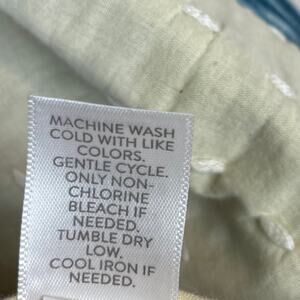 MACHINE WASH
COLD WITH LIKE
COLORS.
GENTLE CYCLE.
ONLY NON-
CHLORINE
BLEACH IF
NEEDED.
TUMBLE DRY
LOW.
COOL IRON IF
NEEDED.